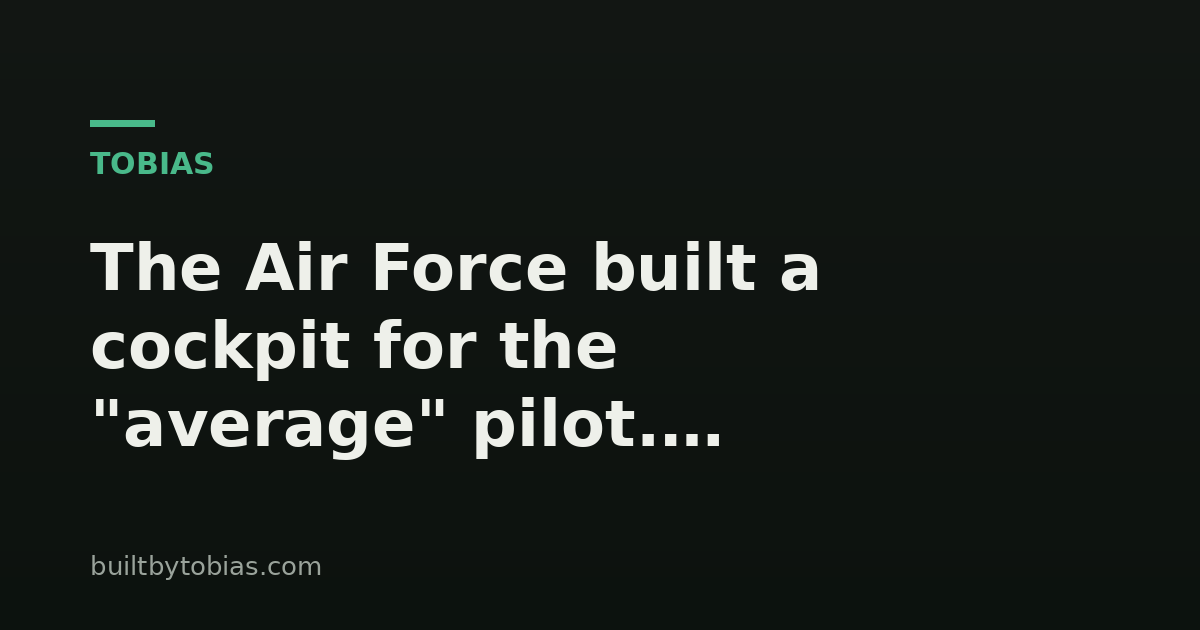 TOBIAS
The Air Force built a
cockpit for the
"average" pilot.…
builtbytobias.com